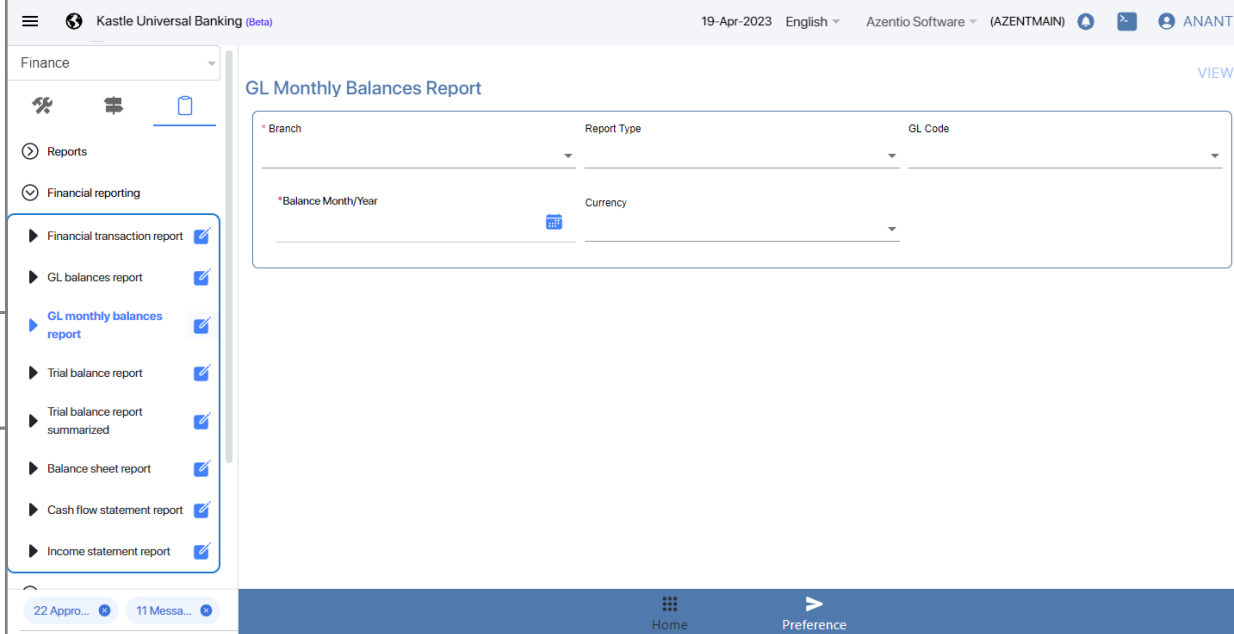 Kastle Universal Banking (Beta)
19-Apr-2023 English Azentio Software (AZENTMAIN) ANANT
Finance
VIEW
GL Monthly Balances Report
* Branch Report Type GL Code
*Balance Month/Year Currency
Reports
Financial reporting
Financial transaction report
GL balances report
GL monthly balances
report
Trial balance report
Trial balance report
summarized
Balance sheet report
Cash flow statement report
Income statement report
22 Appro... 11 Messa...
Home Preference